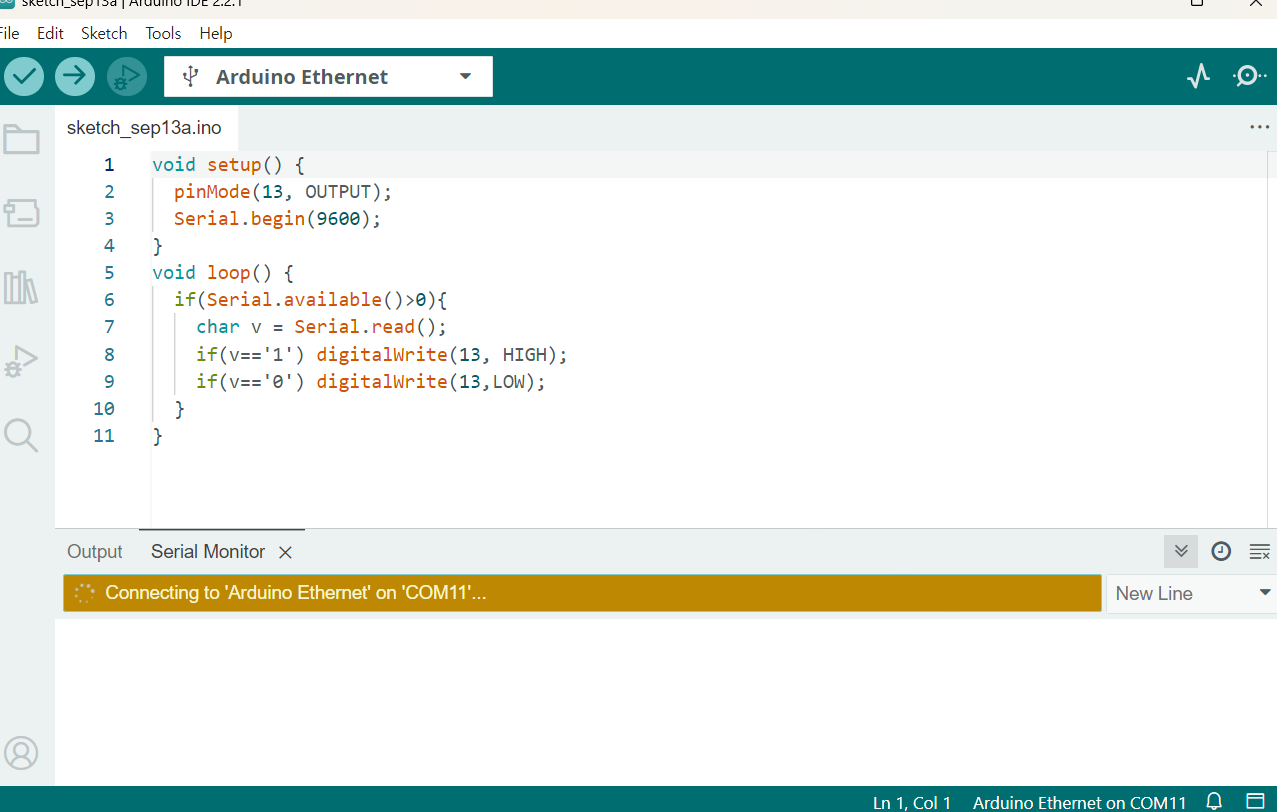 sketch_sep13a | Arduino IDE 2.2.1
File Edit Sketch Tools Help
Arduino Ethernet
sketch_sep13a.ino
1 void setup() {
2 pinMode(13, OUTPUT);
3 Serial.begin(9600);
4 }
5 void loop() {
6 if(Serial.available()>0){
7 char v = Serial.read();
8 if(v=='1') digitalWrite(13, HIGH);
9 if(v=='0') digitalWrite(13,LOW);
10 }
11 }
Output Serial Monitor
Connecting to 'Arduino Ethernet' on 'COM11'...
New Line
Ln 1, Col 1 Arduino Ethernet on COM11